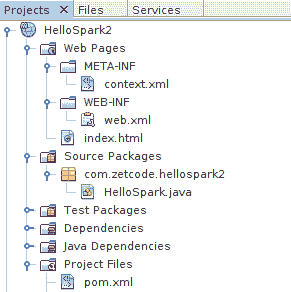 Projects X Files Services
HelloSpark2
Web Pages
META-INF
context.xml
WEB-INF
web.xml
index.html
Source Packages
com.zetcode.hellospark2
HelloSpark.java
Test Packages
Dependencies
Java Dependencies
Project Files
pom.xml